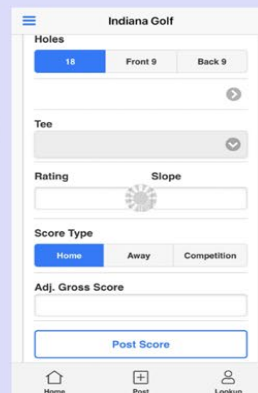 Indiana Golf
Holes
18 Front 9 Back 9
Tee
Rating Slope
Score Type
Home Away Competition
Adj. Gross Score
Post Score
Home Post Lookup